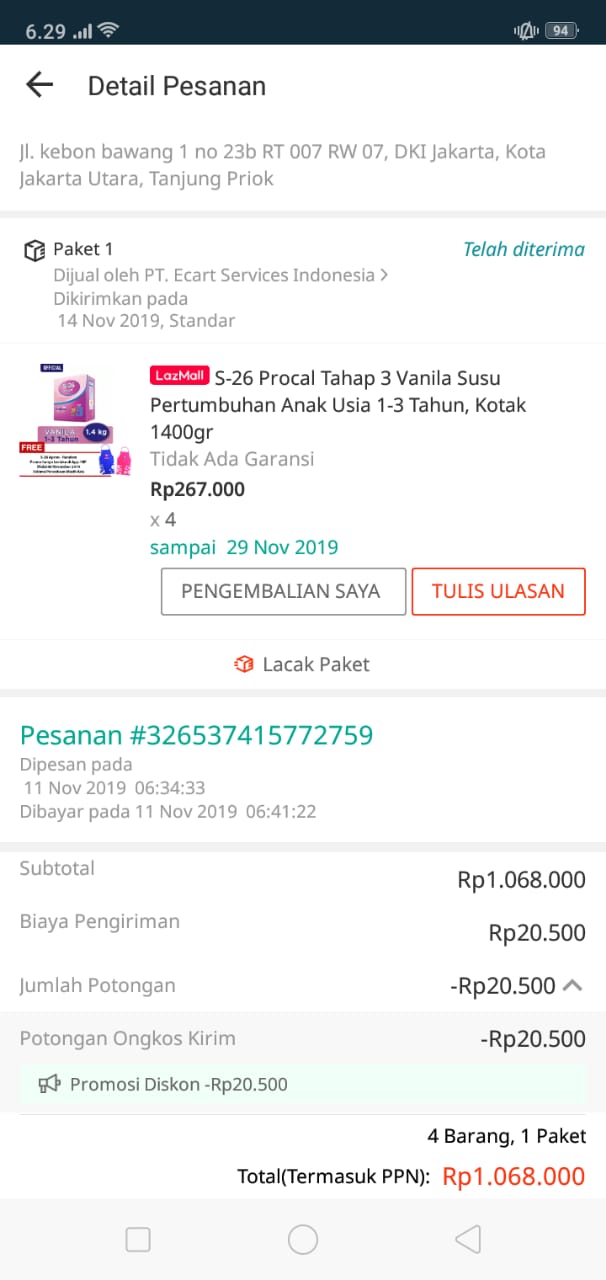 6.29
94
Detail Pesanan
Jl. kebon bawang 1 no 23b RT 007 RW 07, DKI Jakarta, Kota
Jakarta Utara, Tanjung Priok
Paket 1
Telah diterima
Dijual oleh PT. Ecart Services Indonesia >
Dikirimkan pada
14 Nov 2019, Standar
OFFICIAL
S-26
VANILA 1,4 kg
1-3 Tahun
FREE
LazMall S-26 Procal Tahap 3 Vanila Susu
Pertumbuhan Anak Usia 1-3 Tahun, Kotak
1400gr
Tidak Ada Garansi
Rp267.000
x 4
sampai 29 Nov 2019
PENGEMBALIAN SAYA
TULIS ULASAN
Lacak Paket
Pesanan #326537415772759
Dipesan pada
11 Nov 2019 06:34:33
Dibayar pada 11 Nov 2019 06:41:22
Subtotal
Rp1.068.000
Biaya Pengiriman
Rp20.500
Jumlah Potongan
-Rp20.500
Potongan Ongkos Kirim
-Rp20.500
Promosi Diskon -Rp20.500
4 Barang, 1 Paket
Total(Termasuk PPN): Rp1.068.000